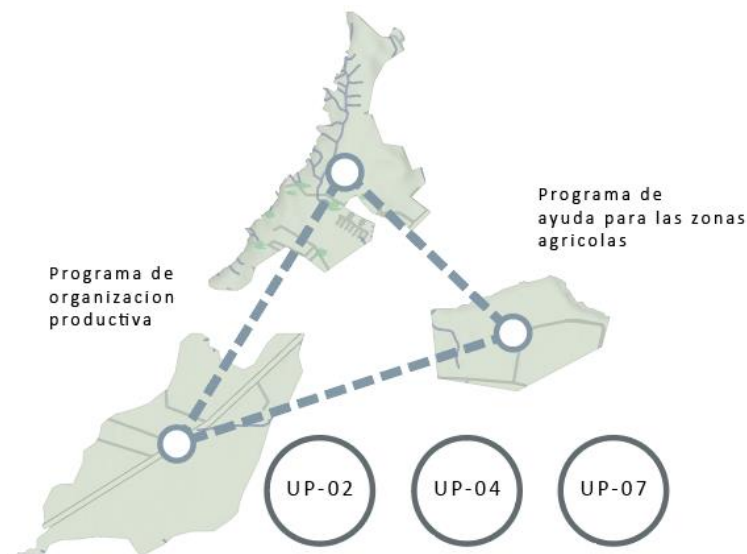 Programa de
ayuda para las zonas
agricolas
Programa de
organizacion
productiva
UP-02
UP-04
UP-07